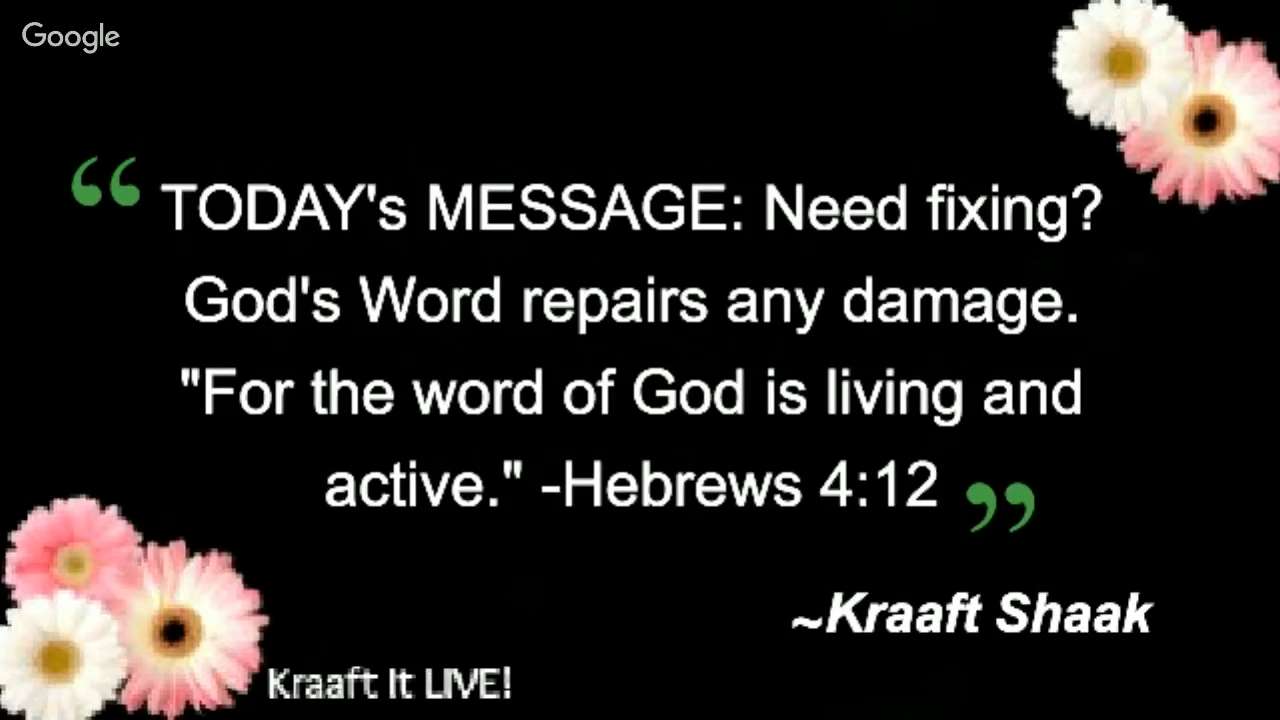 Google
“ TODAY's MESSAGE: Need fixing?
God's Word repairs any damage.
"For the word of God is living and
active." -Hebrews 4:12 ”
~Kraaft Shaak
Kraaft It LIVE!